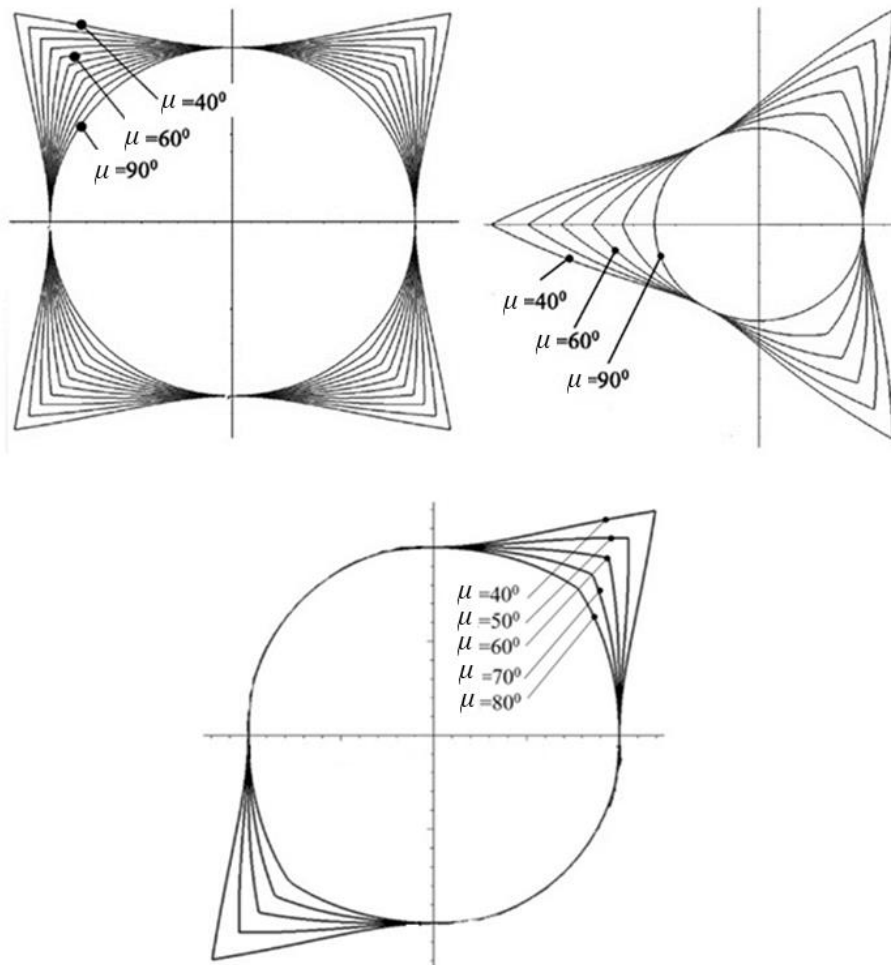 μ =40⁰
μ =60⁰
μ =90⁰
μ =40⁰
μ =60⁰
μ =90⁰
μ =40⁰
μ =50⁰
μ =60⁰
μ =70⁰
μ =80⁰